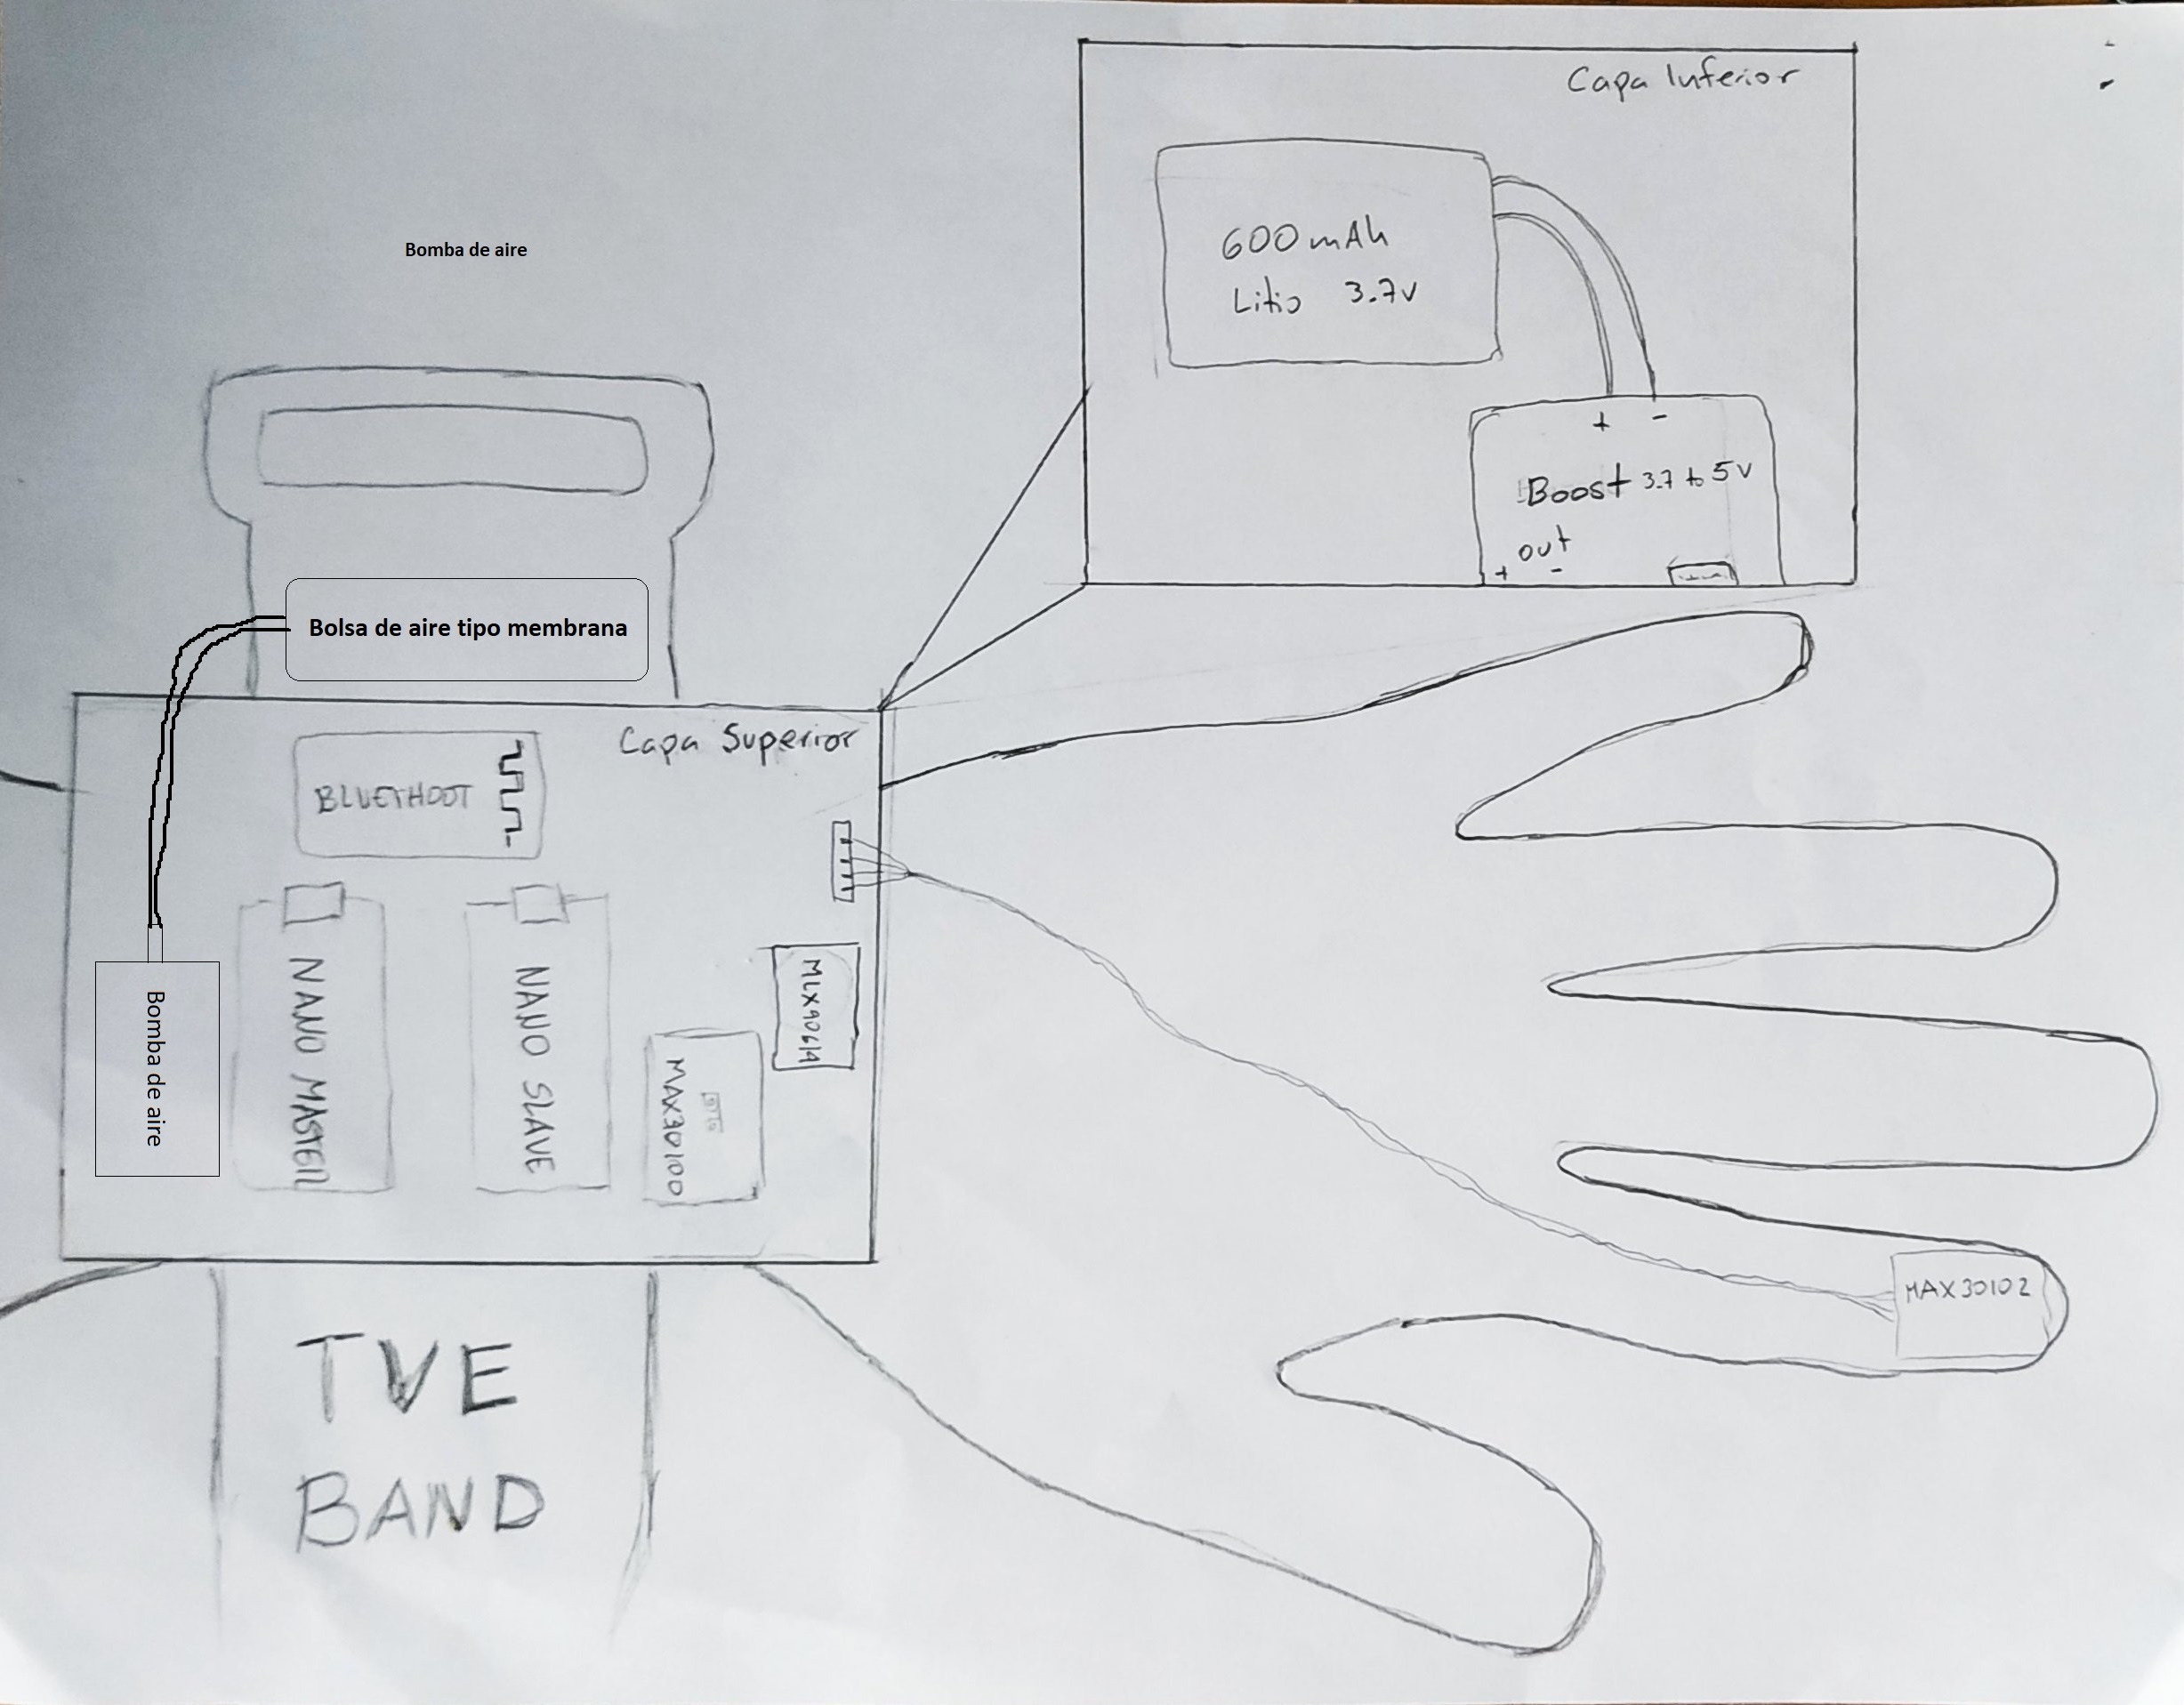 Capa Inferior
600 mAh
Litio 3.7v
+ -
Boost 3.7 to 5v
out
+ -
Bomba de aire
Bolsa de aire tipo membrana
Capa Superior
BLUETHOOT
Bomba de aire
NANO MASTER
NANO SLAVE
MAX30100
MLX90614
MAX30102
TVE
BAND